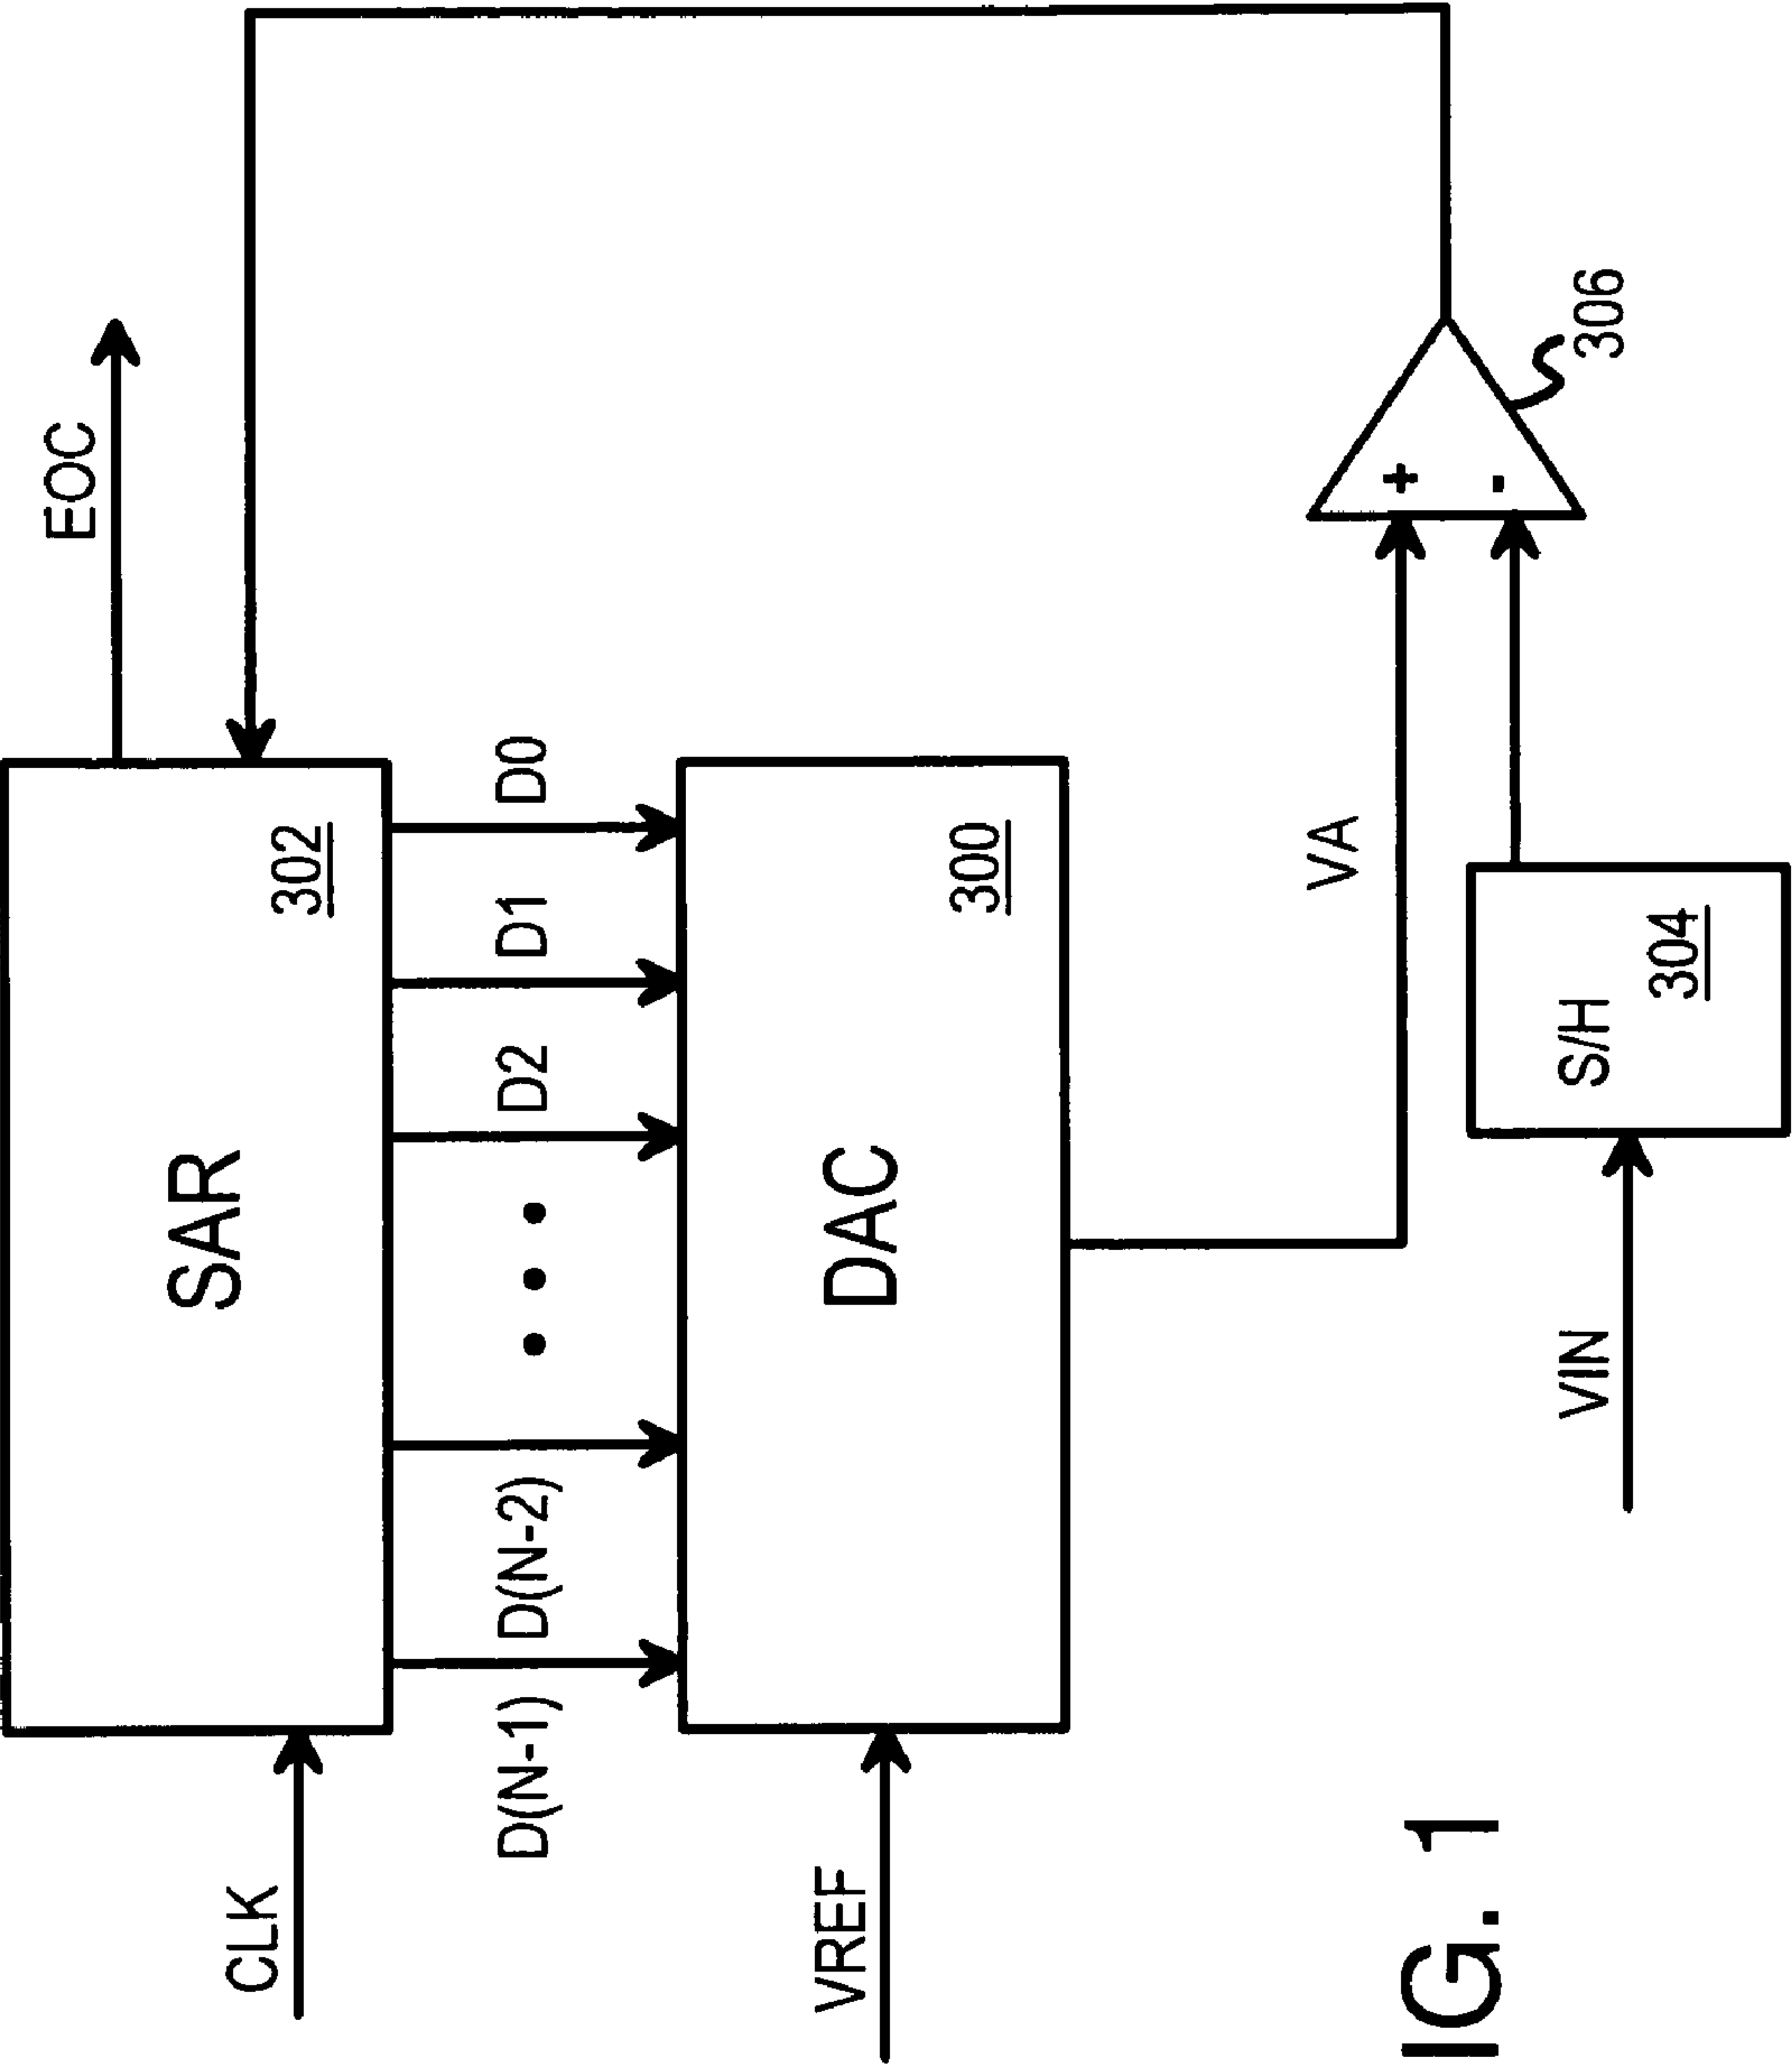 EOC
CLK
SAR
302
D(N-1)
D(N-2)
D2
D1
D0
VREF
DAC
300
VA
+
-
306
VIN
S/H
304
IG. 1